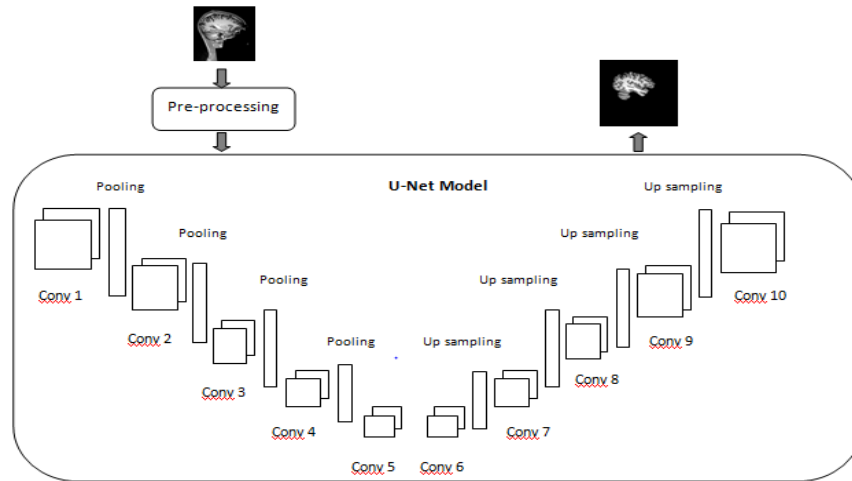 Pre-processing
U-Net Model
Pooling
Up sampling
Pooling
Up sampling
Pooling
Up sampling
Pooling
Up sampling
Conv 1
Conv 10
Conv 2
Conv 9
Conv 3
Conv 8
Conv 4
Conv 7
Conv 5
Conv 6